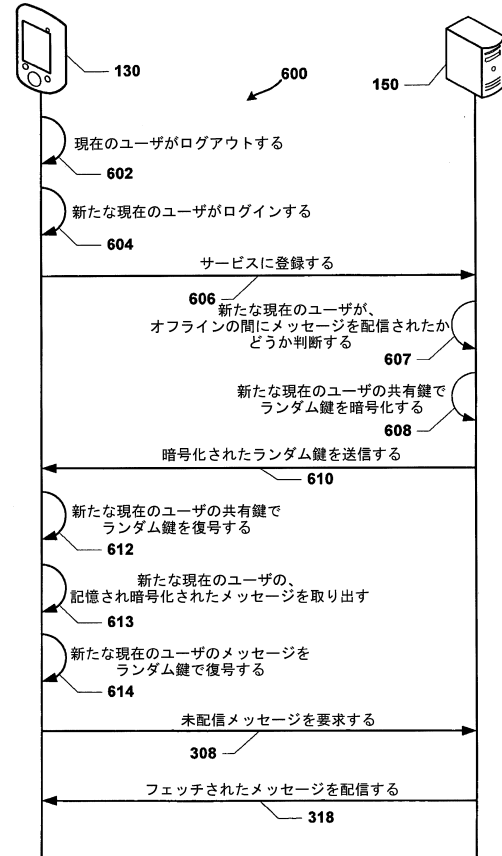 130
600
150
現在のユーザがログアウトする
602
新たな現在のユーザがログインする
604
サービスに登録する
606
新たな現在のユーザが、
オフラインの間にメッセージを配信されたか
どうか判断する
607
新たな現在のユーザの共有鍵で
ランダム鍵を暗号化する
608
暗号化されたランダム鍵を送信する
610
新たな現在のユーザの共有鍵で
ランダム鍵を復号する
612
新たな現在のユーザの、
記憶され暗号化されたメッセージを取り出す
613
新たな現在のユーザのメッセージを
ランダム鍵で復号する
614
未配信メッセージを要求する
308
フェッチされたメッセージを配信する
318